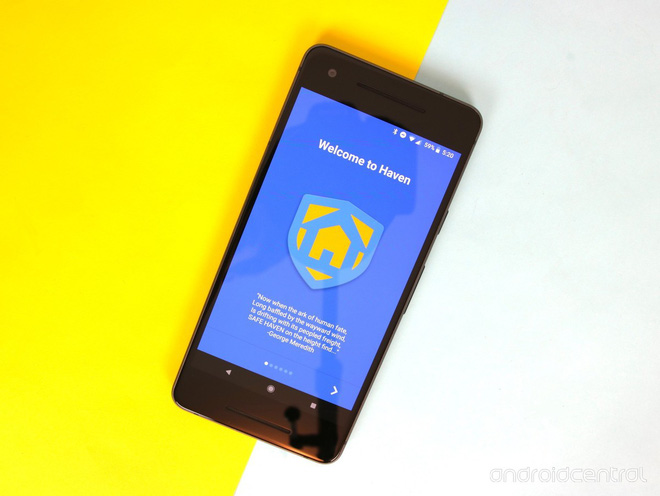 59% 5:20
Welcome to Haven
"Now when the ark of human fate,
Long baffled by the wayward wind,
Is drifting with its peopled freight,
SAFE HAVEN on the height find... "
-George Meredith
androidcentral